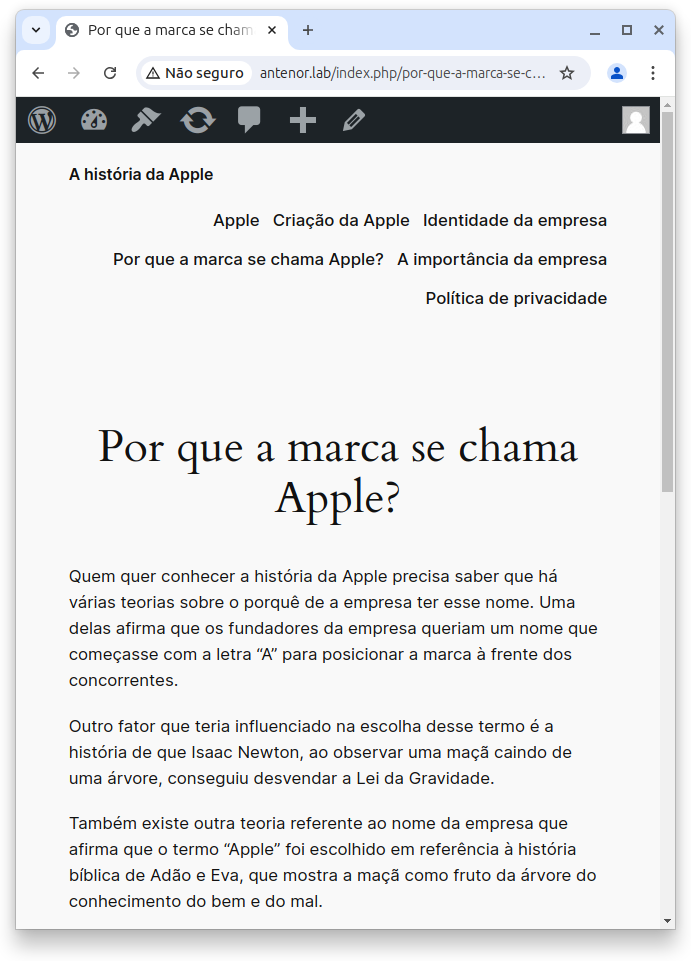 Por que a marca se cham
Não seguro
antenor.lab/index.php/por-que-a-marca-se-c...
A história da Apple
Apple Criação da Apple Identidade da empresa
Por que a marca se chama Apple? A importância da empresa
Política de privacidade
Por que a marca se chama
Apple?
Quem quer conhecer a história da Apple precisa saber que há
várias teorias sobre o porquê de a empresa ter esse nome. Uma
delas afirma que os fundadores da empresa queriam um nome que
começasse com a letra “A” para posicionar a marca à frente dos
concorrentes.
Outro fator que teria influenciado na escolha desse termo é a
história de que Isaac Newton, ao observar uma maçã caindo de
uma árvore, conseguiu desvendar a Lei da Gravidade.
Também existe outra teoria referente ao nome da empresa que
afirma que o termo “Apple” foi escolhido em referência à história
bíblica de Adão e Eva, que mostra a maçã como fruto da árvore do
conhecimento do bem e do mal.